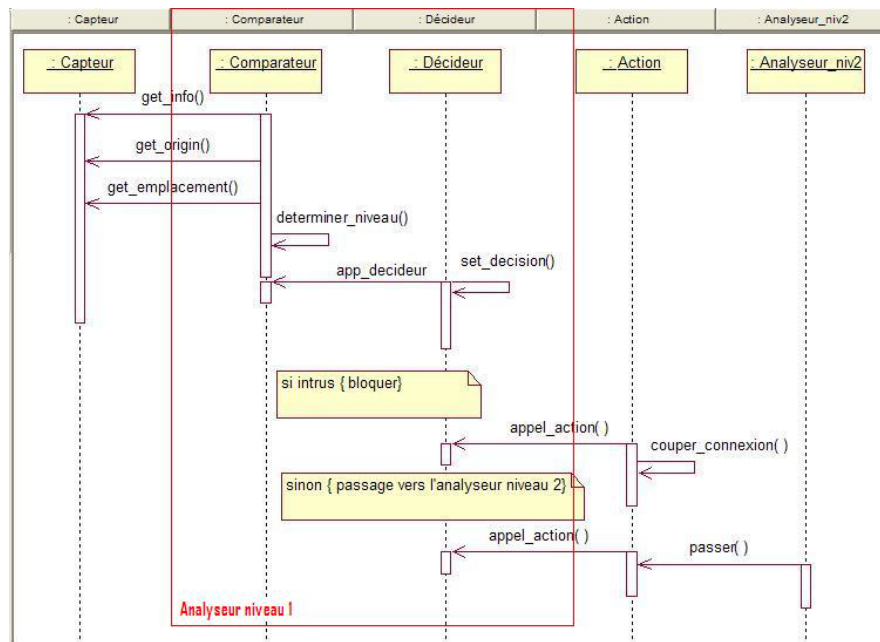 : Capteur
: Comparateur
: Décideur
: Action
: Analyseur_niv2
: Capteur
: Comparateur
: Décideur
: Action
: Analyseur_niv2
get_info()
get_origin()
get_emplacement()
determiner_niveau()
app_decideur
set_decision()
si intrus { bloquer}
appel_action( )
couper_connexion( )
sinon { passage vers l'analyseur niveau 2}
appel_action( )
passer( )
Analyseur niveau 1